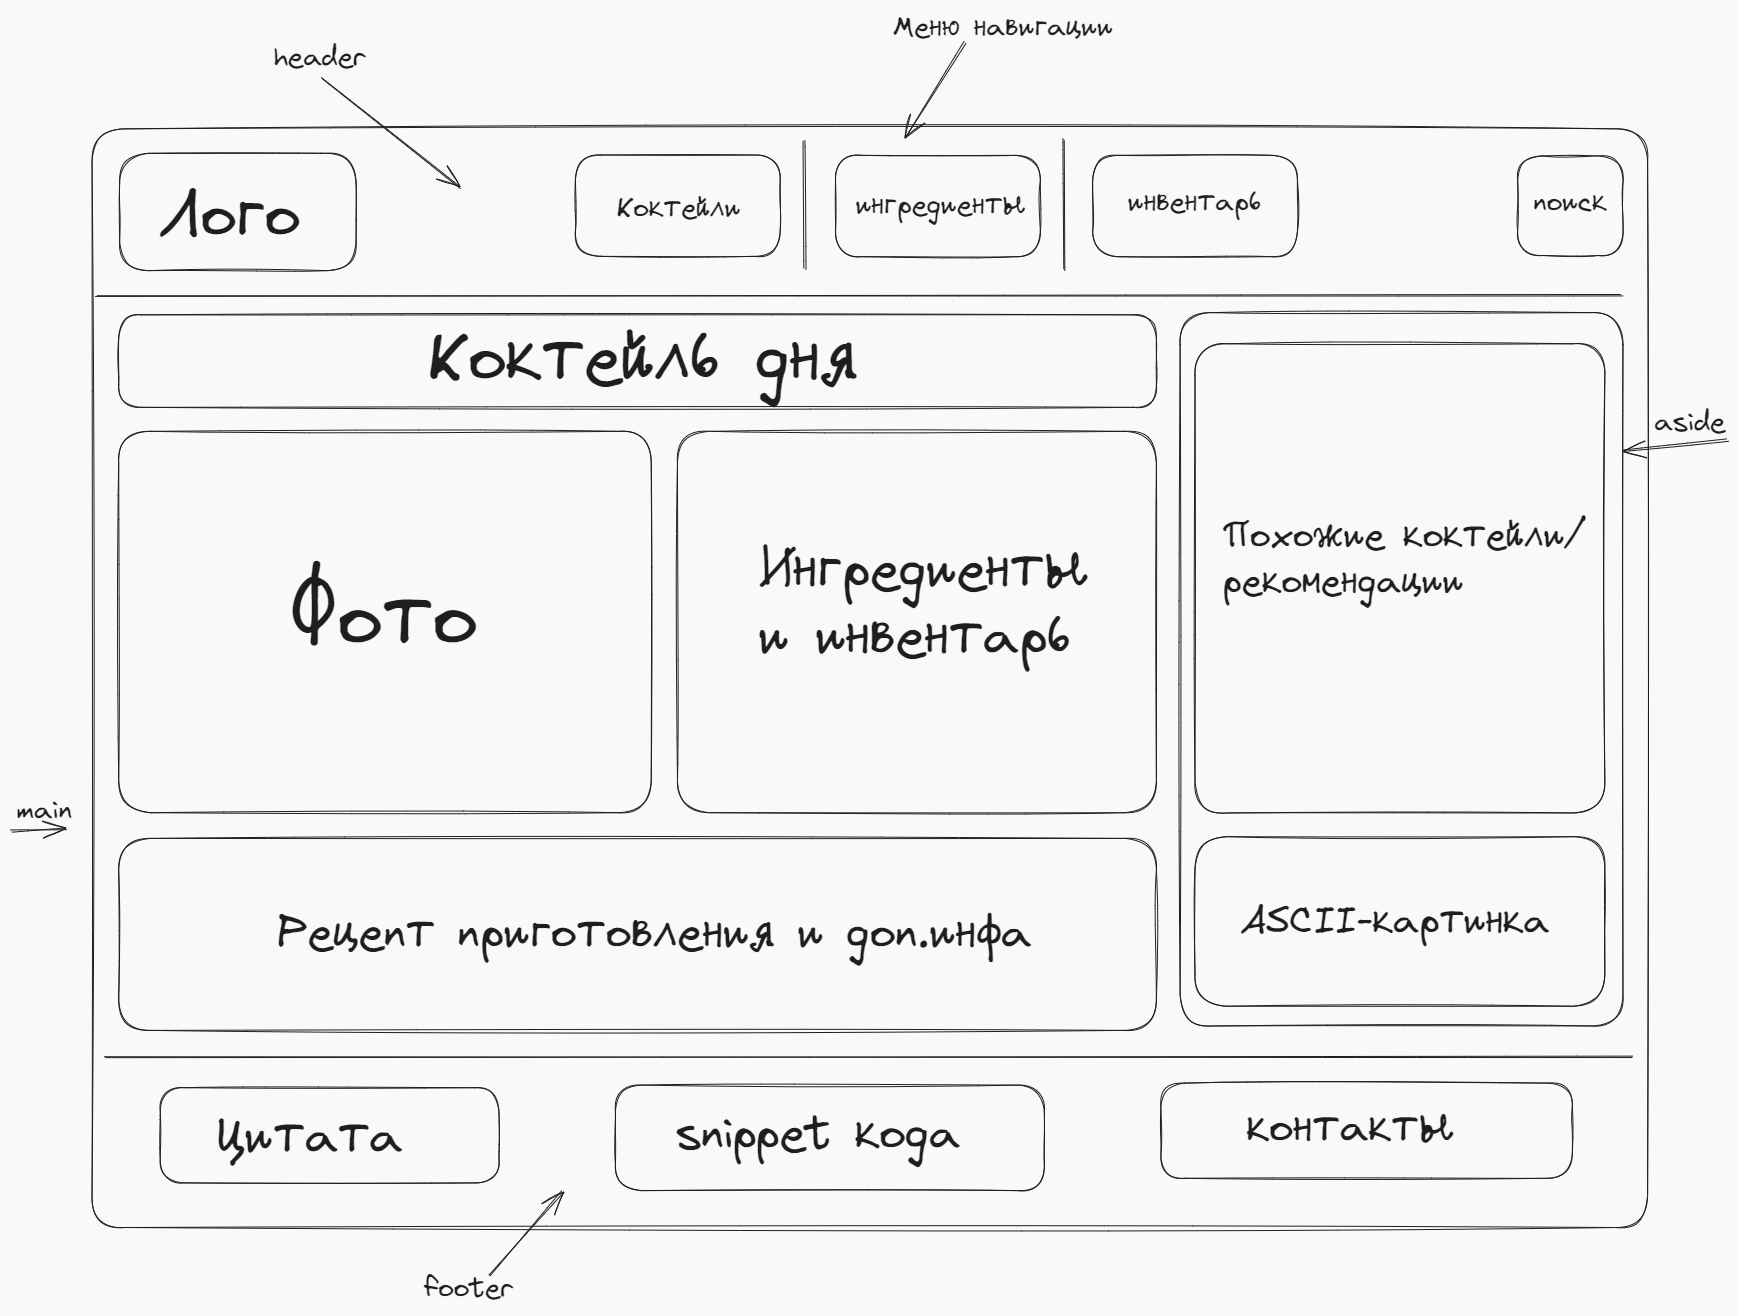 Меню навигации
header
Лого
Коктейли
ингредиенты
инвентарь
поиск
Коктейль дня
aside
Фото
Ингредиенты
и инвентарь
Похожие коктейли/
рекомендации
main
Рецепт приготовления и доп.инфа
ASCII-картинка
Цитата
snippet кода
контакты
footer